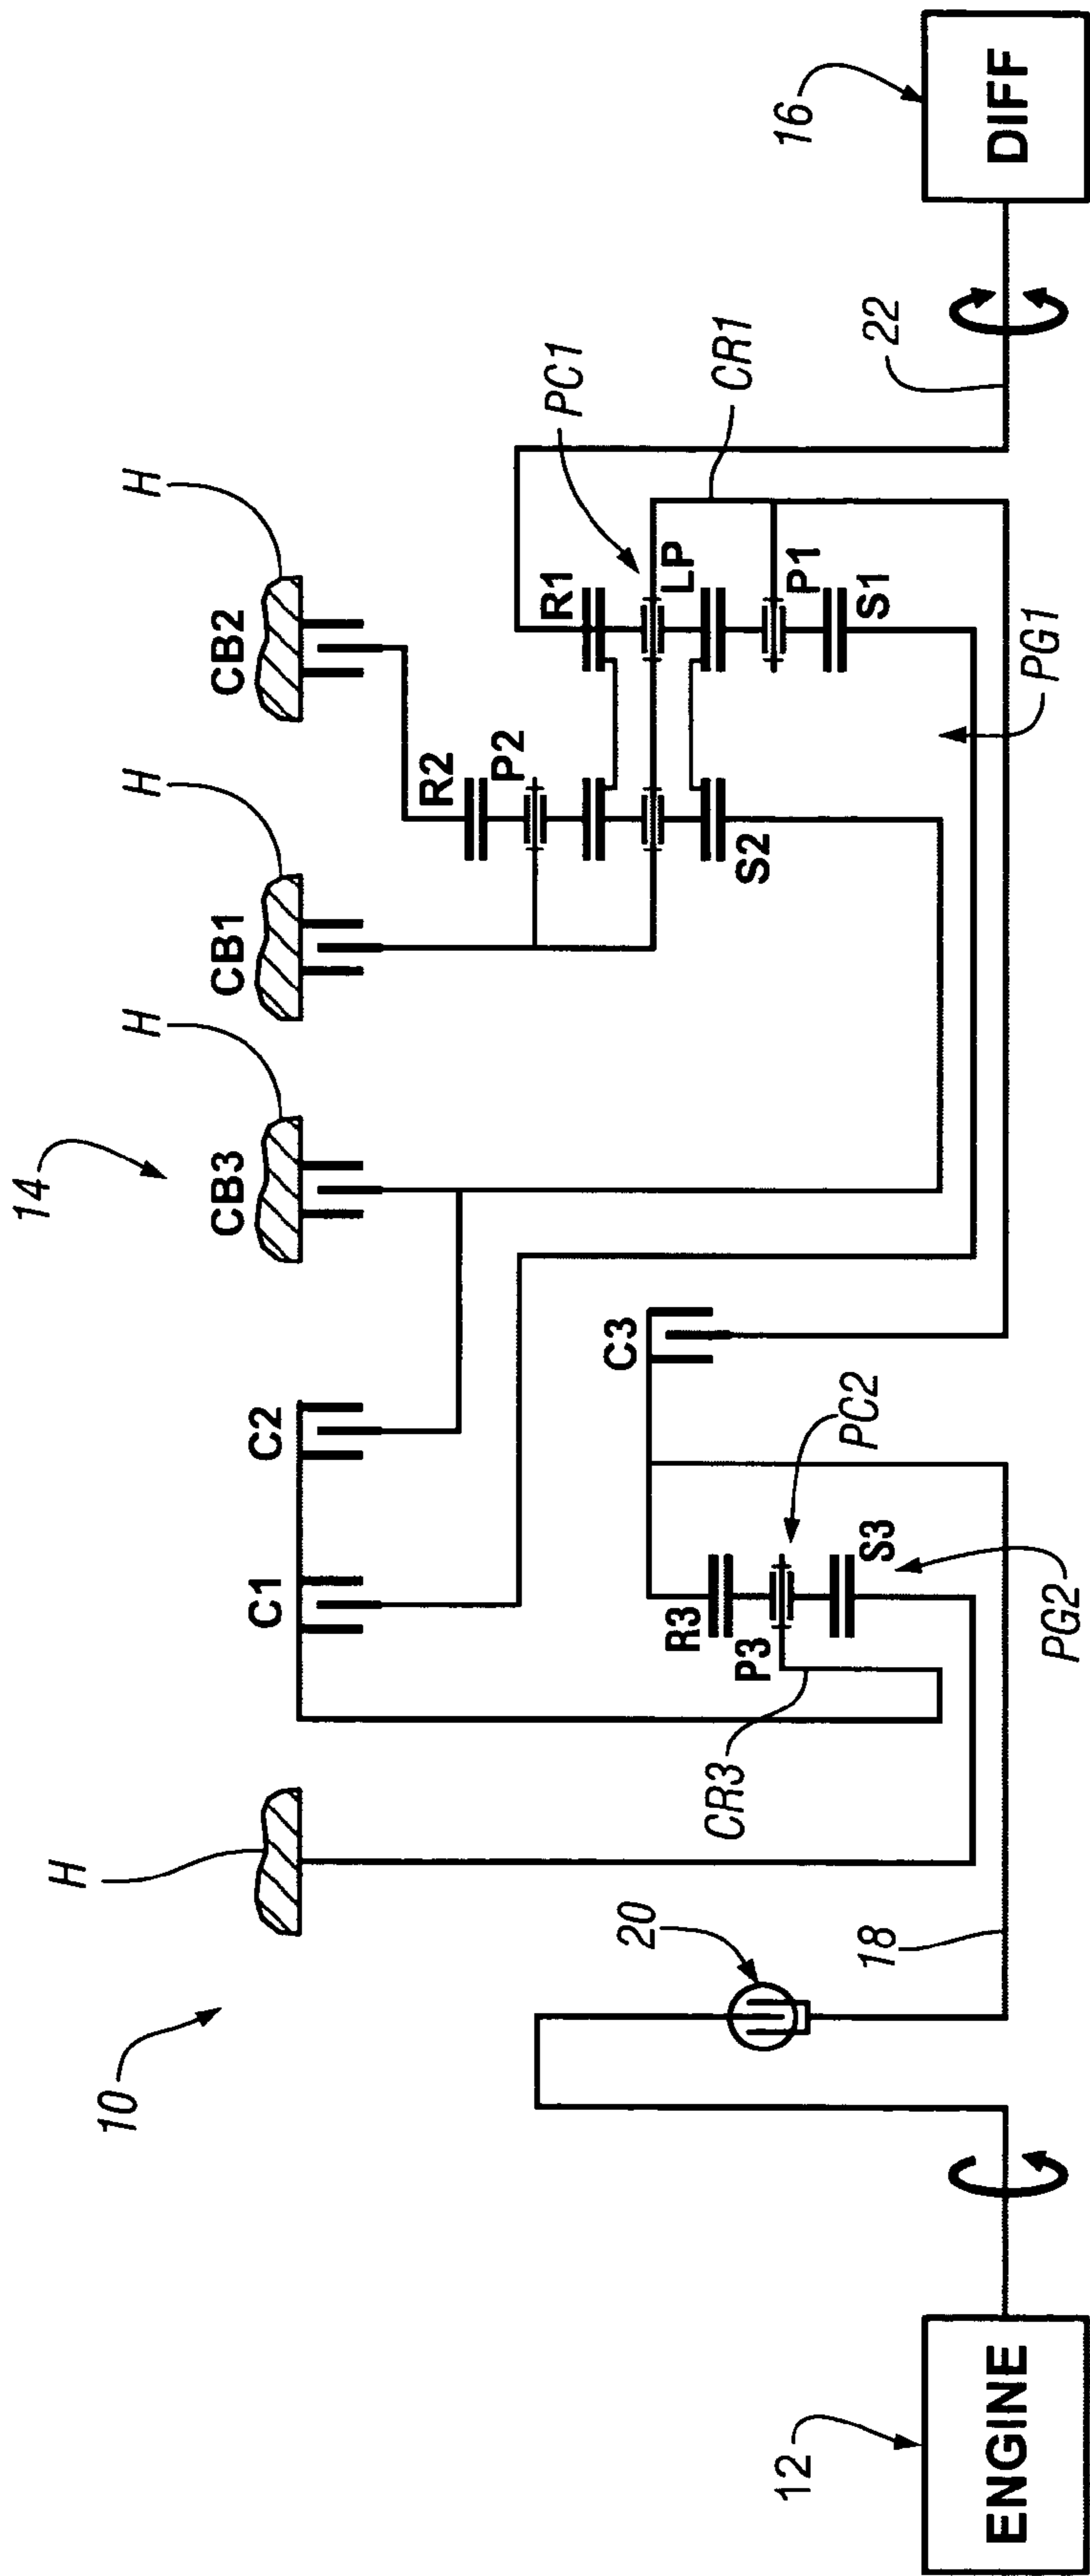 14
10
H
H
H
H
CB3
CB1
CB2
C1
C2
R2
P2
R1
PC1
LP
CR1
P1
S1
S2
PG1
C3
R3
P3
S3
PC2
PG2
CR3
20
18
22
12
ENGINE
16
DIFF